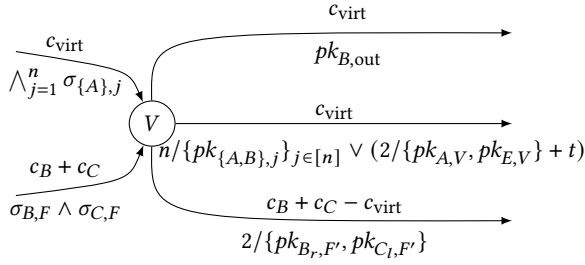 c_virt
⋀_{j=1}^{n} σ_{{A},j}
c_B + c_C
σ_{B,F} ∧ σ_{C,F}
V
c_virt
pk_{B,out}
c_virt
n/{pk_{{A,B},j}}_{j∈[n]} ∨ (2/{pk_{A,V}, pk_{E,V}} + t)
c_B + c_C − c_virt
2/{pk_{B_r,F′}, pk_{C_l,F′}}